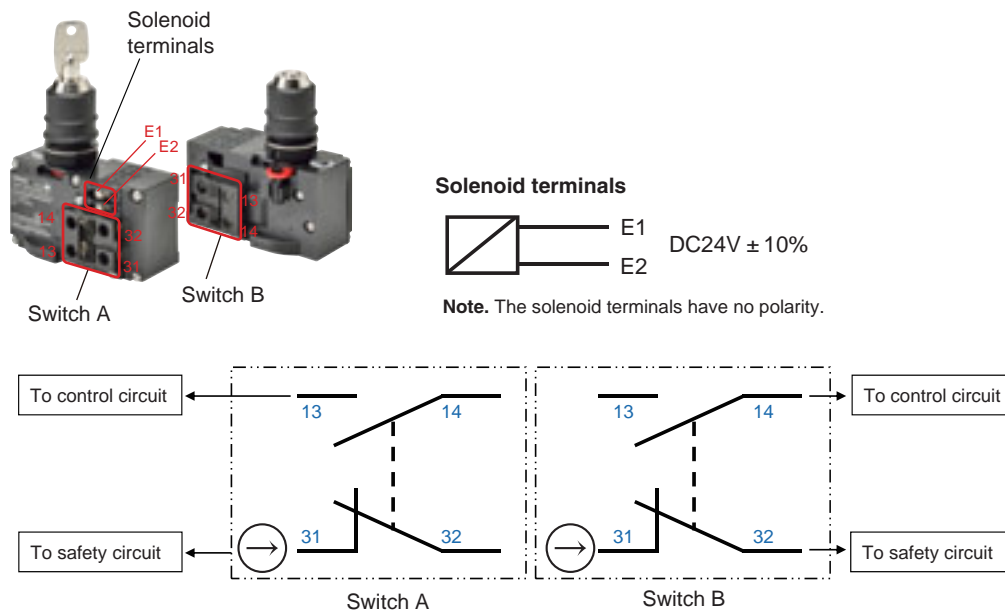 Solenoid
terminals
E1
E2
14
13
32
31
31
32
13
14
Switch A
Switch B
Solenoid terminals
E1
E2
DC24V ± 10%
Note. The solenoid terminals have no polarity.
To control circuit
13
14
13
14
To control circuit
To safety circuit
31
32
31
32
To safety circuit
Switch A
Switch B